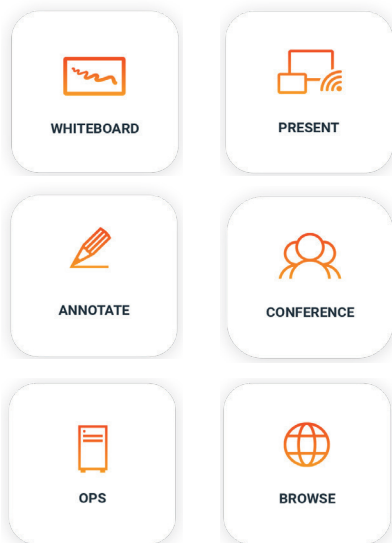 WHITEBOARD
PRESENT
ANNOTATE
CONFERENCE
OPS
BROWSE